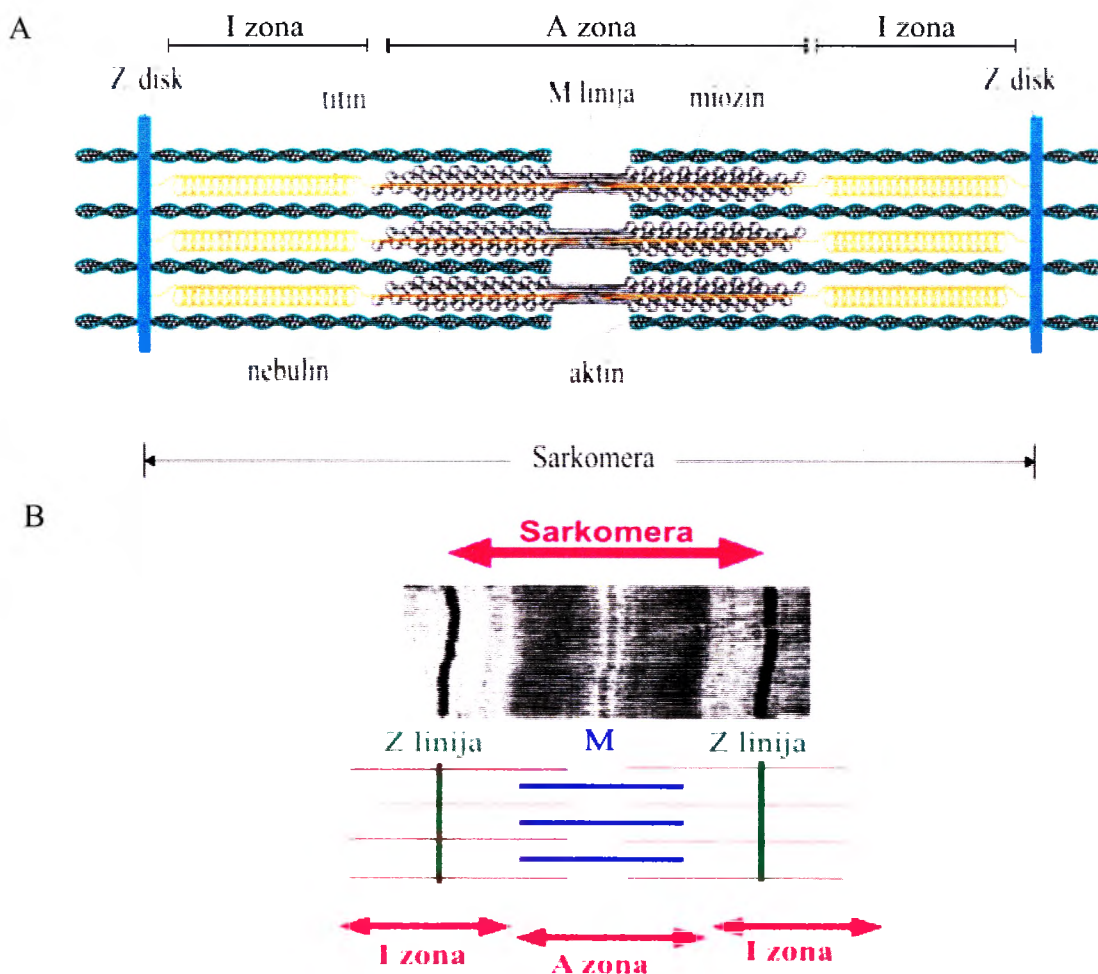 A
I zona A zona I zona
Z disk Z disk
titin M linija miozin
nebulin aktin
Sarkomera
B
Sarkomera
Z linija M Z linija
I zona A zona I zona